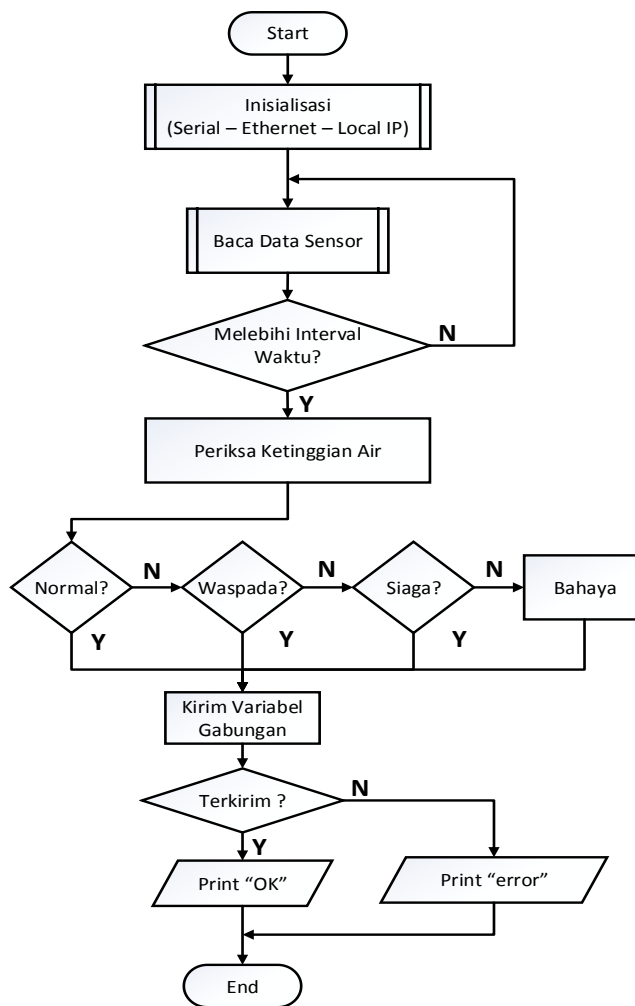 Start
Inisialisasi
(Serial – Ethernet – Local IP)
Baca Data Sensor
Melebihi Interval
Waktu?
N
Y
Periksa Ketinggian Air
Normal?
N
Waspada?
N
Siaga?
N
Bahaya
Y
Y
Y
Kirim Variabel
Gabungan
Terkirim ?
N
Y
Print “OK”
Print “error”
End